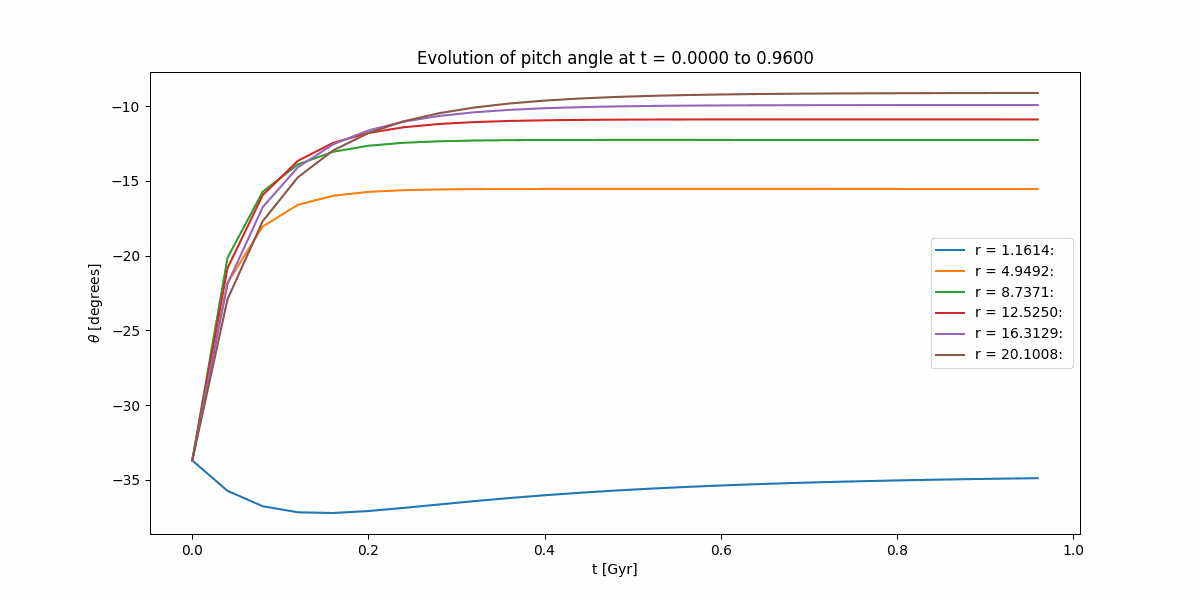 Evolution of pitch angle at t = 0.0000 to 0.9600
θ [degrees]
−10
−15
−20
−25
−30
−35
r = 1.1614:
r = 4.9492:
r = 8.7371:
r = 12.5250:
r = 16.3129:
r = 20.1008:
0.0 0.2 0.4 0.6 0.8 1.0
t [Gyr]